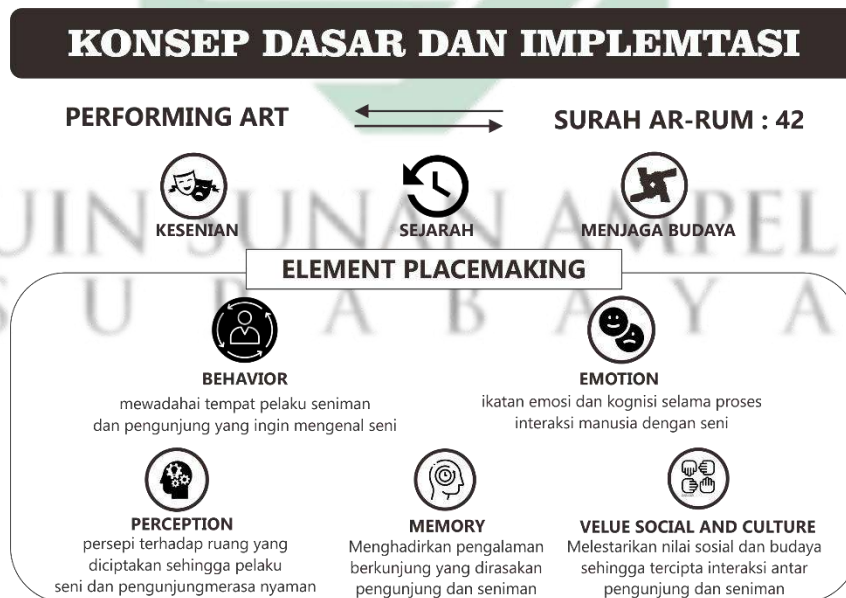 KONSEP DASAR DAN IMPLEMTASI
PERFORMING ART
SURAH AR-RUM : 42
KESENIAN
SEJARAH
MENJAGA BUDAYA
UIN SUNAN AMPEL
S U R A B A Y A
ELEMENT PLACEMAKING
BEHAVIOR
mewadahai tempat pelaku seniman
dan pengunjung yang ingin mengenal seni
EMOTION
ikatan emosi dan kognisi selama proses
interaksi manusia dengan seni
PERCEPTION
persepi terhadap ruang yang
diciptakan sehingga pelaku
seni dan pengunjungmerasa nyaman
MEMORY
Menghadirkan pengalaman
berkunjung yang dirasakan
pengunjung dan seniman
VELUE SOCIAL AND CULTURE
Melestarikan nilai sosial dan budaya
sehingga tercipta interaksi antar
pengunjung dan seniman